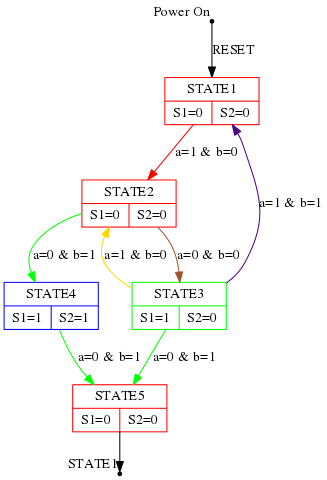 Power On
RESET
STATE1
S1=0 S2=0
a=1 & b=0
a=1 & b=1
STATE2
S1=0 S2=0
a=0 & b=1
a=1 & b=0
a=0 & b=0
STATE4
S1=1 S2=1
STATE3
S1=1 S2=0
a=0 & b=1
a=0 & b=1
STATE5
S1=0 S2=0
STATE1